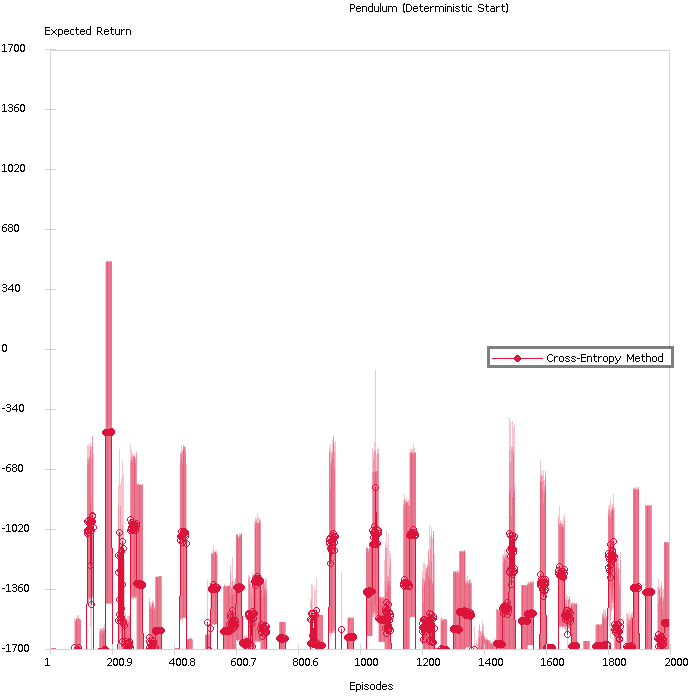 Pendulum (Deterministic Start)
Expected Return
1700
1360
1020
680
340
0
Cross-Entropy Method
-340
-680
-1020
-1360
-1700
1 200.9 400.8 600.7 800.6 1000 1200 1400 1600 1800 2000
Episodes